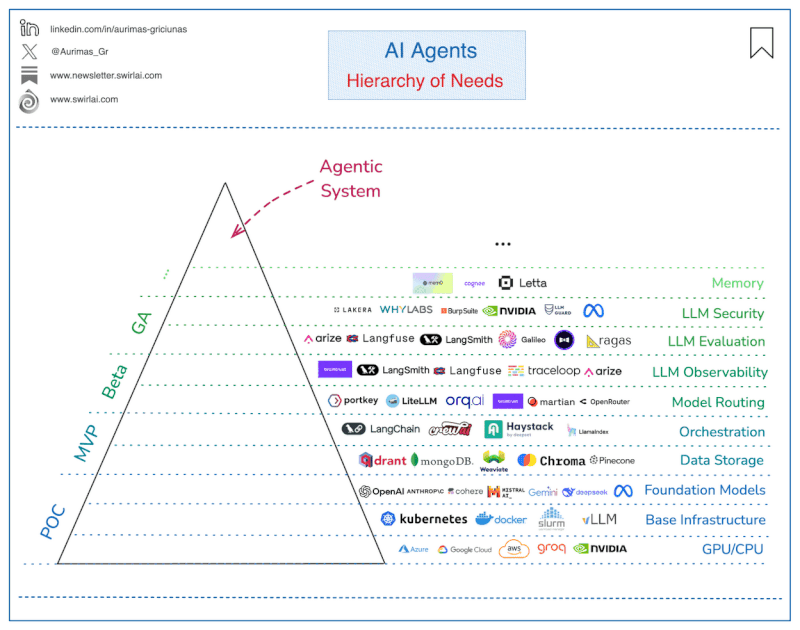 linkedin.com/in/aurimas-griciunas
@Aurimas_Gr
www.newsletter.swirlai.com
www.swirlai.com
AI Agents
Hierarchy of Needs
Agentic
System
...
mem0 cognee Letta Memory
...
LAKERA WHYLABS BurpSuite NVIDIA LLM GUARD LLM Security
GA
arize Langfuse LangSmith Galileo ragas LLM Evaluation
LangSmith Langfuse traceloop arize LLM Observability
Beta
portkey LiteLLM orq.ai martian OpenRouter Model Routing
LangChain crewai Haystack by deepset LlamaIndex Orchestration
MVP
drant mongoDB. Weaviate Chroma Pinecone Data Storage
OpenAI ANTHROPIC cohere MISTRAL AI_ Gemini deepseek Foundation Models
POC
kubernetes docker slurm vLLM Base Infrastructure
Azure Google Cloud aws groq NVIDIA GPU/CPU